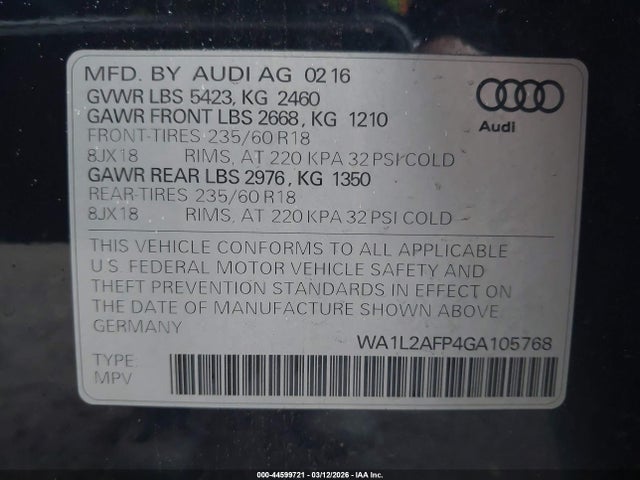 MFD. BY AUDI AG 02 16
GVWR LBS 5423, KG 2460
GAWR FRONT LBS 2668, KG 1210
FRONT-TIRES 235/60 R18
8JX18 RIMS, AT 220 KPA 32 PSI COLD
GAWR REAR LBS 2976, KG 1350
REAR-TIRES 235/60 R18
8JX18 RIMS, AT 220 KPA 32 PSI COLD
Audi
THIS VEHICLE CONFORMS TO ALL APPLICABLE
U.S. FEDERAL MOTOR VEHICLE SAFETY AND
THEFT PREVENTION STANDARDS IN EFFECT ON
THE DATE OF MANUFACTURE SHOWN ABOVE
GERMANY
WA1L2AFP4GA105768
TYPE:
MPV
000-44599721 - 03/12/2026 - IAA Inc.